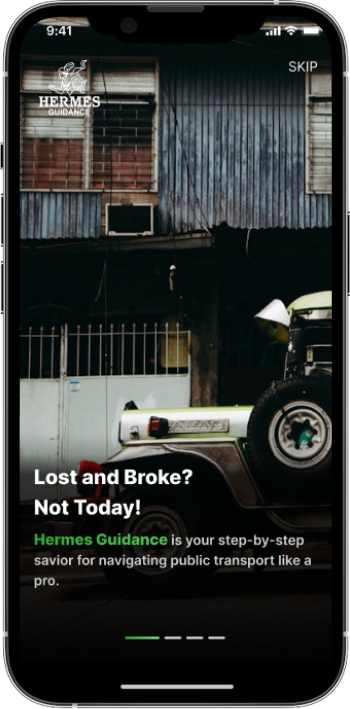 9:41
SKIP
HERMES
GUIDANCE
Lost and Broke?
Not Today!
Hermes Guidance is your step-by-step
savior for navigating public transport like a
pro.